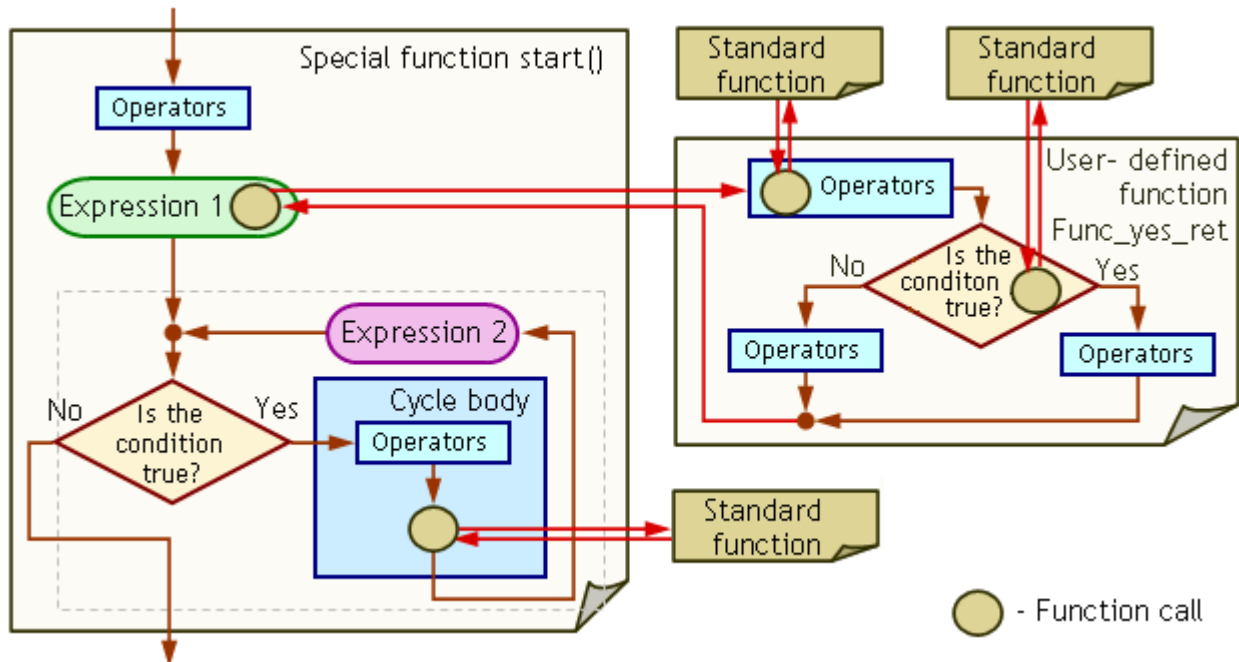 Special function start()
Operators
Expression 1
Expression 2
No
Is the
condition
true?
Yes
Cycle body
Operators
Standard
function
Standard
function
User- defined
function
Func_yes_ret
Operators
No
Is the
conditon
true?
Yes
Operators
Operators
Standard
function
- Function call